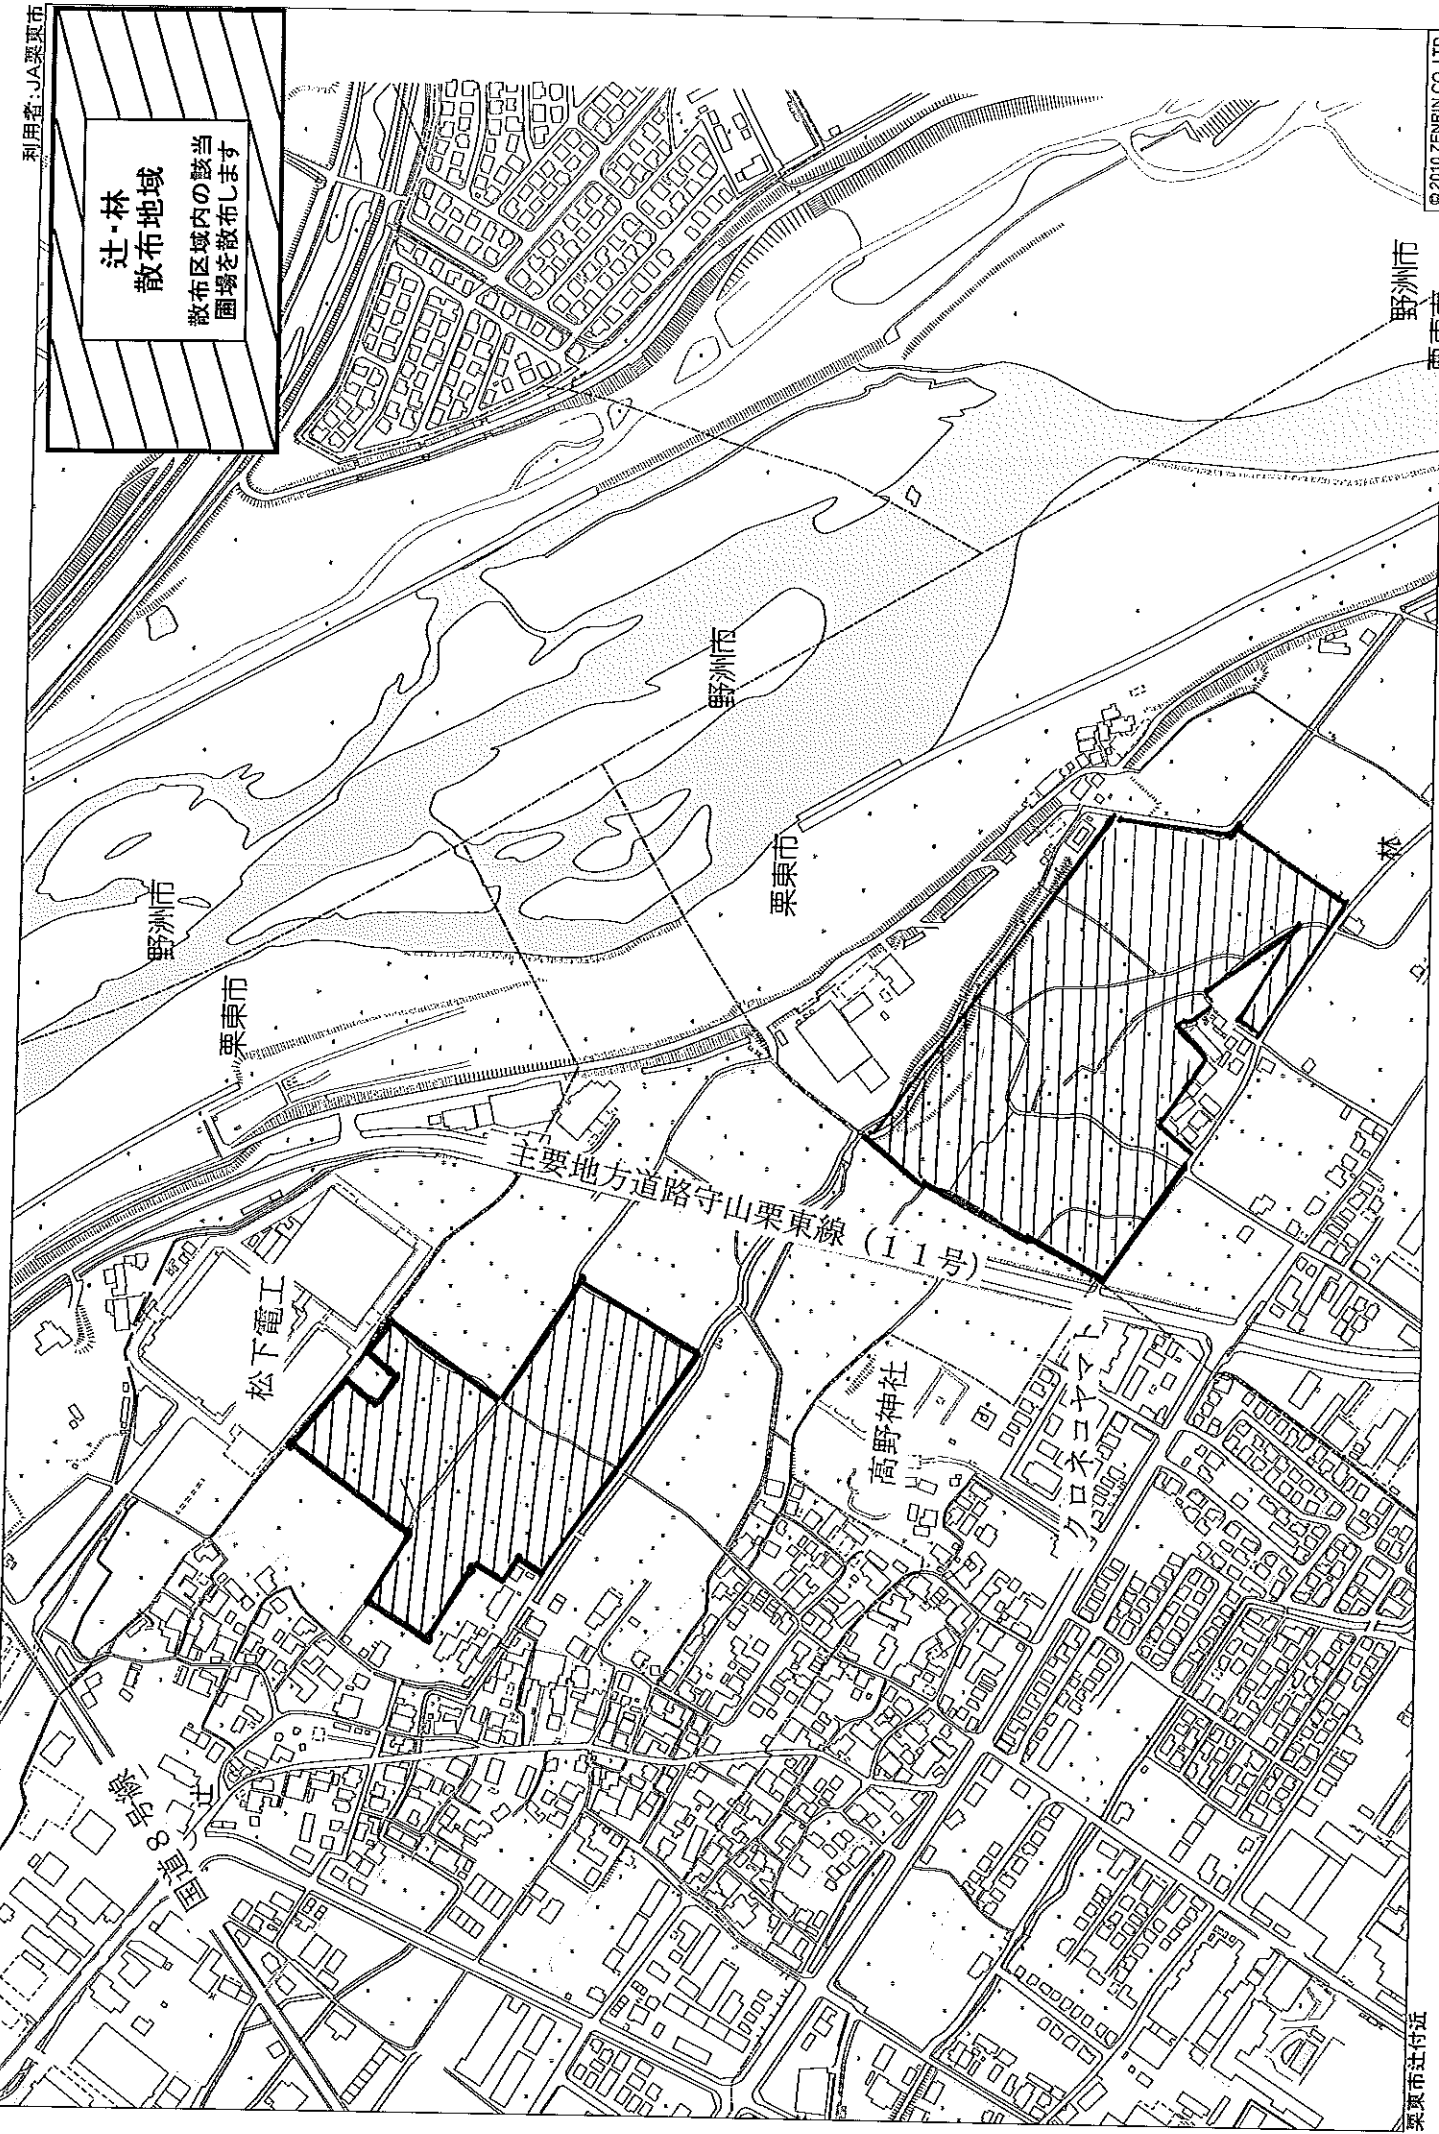 利用者:JA栗東市
辻・林
散布地域
散布区域内の該当
圃場を散布します
© 2010 ZENRIN CO., LTD.
野洲市
野洲市
野洲市
栗東市
栗東市
主要地方道路守山栗東線（１１号）
松下電工
高野神社
クロネコヤマト
林
国道８号線
辻
栗東市辻付近